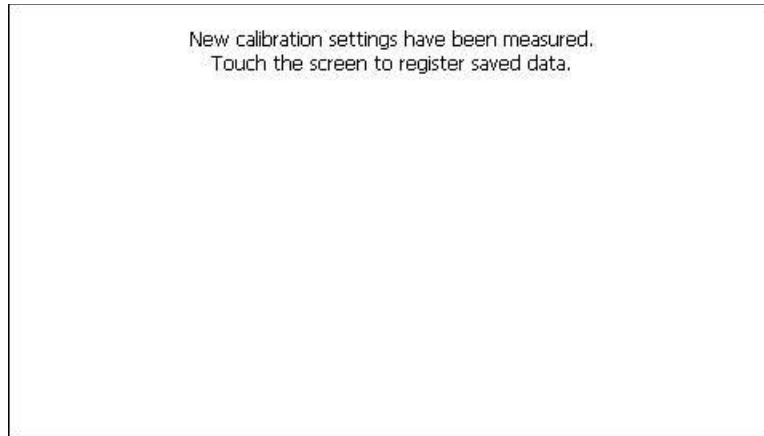 New calibration settings have been measured.
Touch the screen to register saved data.